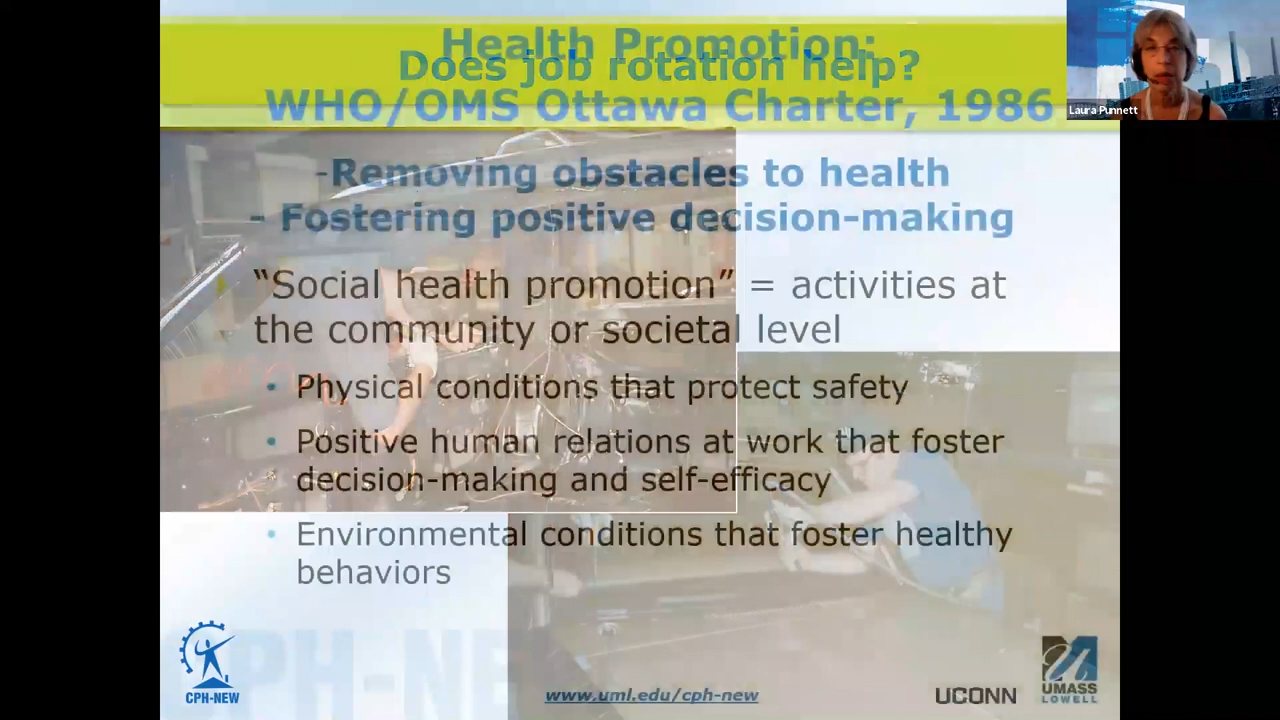 Health Promotion:
Does job rotation help?
WHO/OMS Ottawa Charter, 1986
Laura Punnett
-Removing obstacles to health
- Fostering positive decision-making
“Social health promotion” = activities at
the community or societal level
• Physical conditions that protect safety
• Positive human relations at work that foster
decision-making and self-efficacy
• Environmental conditions that foster healthy
behaviors
CPH-NEW
CPH-NE
www.uml.edu/cph-new
UCONN
UMASS
LOWELL